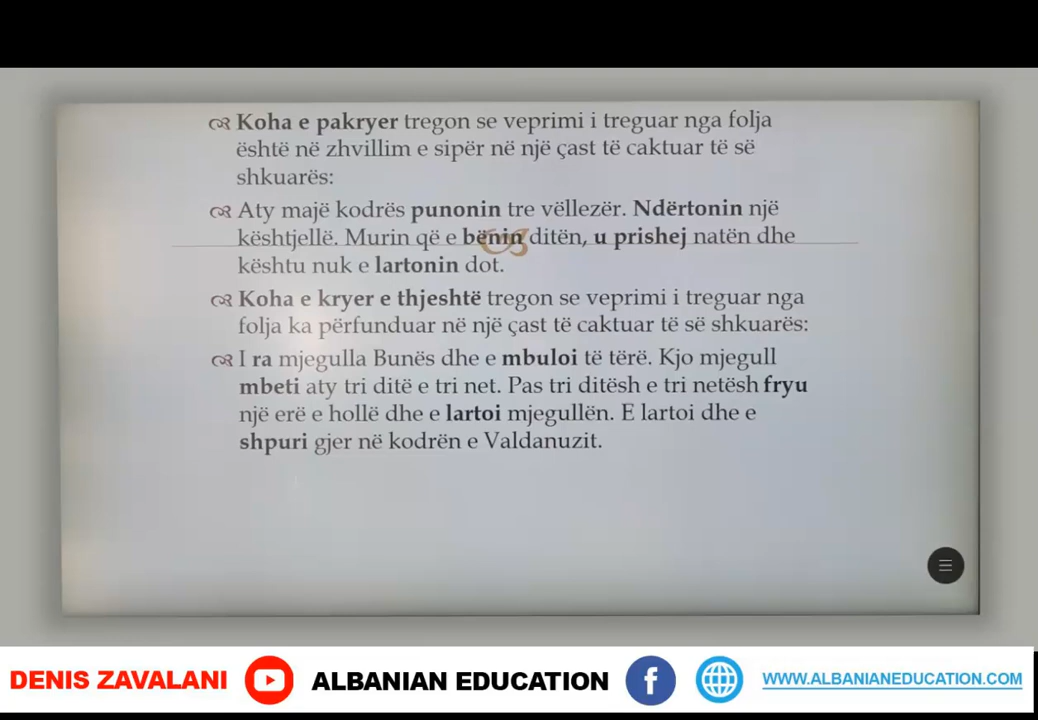 Koha e pakryer tregon se veprimi i treguar nga folja
është në zhvillim e sipër në një çast të caktuar të së
shkuarës:
Aty majë kodrës punonin tre vëllezër. Ndërtonin një
kështjellë. Murin që e bënin ditën, u prishej natën dhe
kështu nuk e lartonin dot.
Koha e kryer e thjeshtë tregon se veprimi i treguar nga
folja ka përfunduar në një çast të caktuar të së shkuarës:
I ra mjegulla Bunës dhe e mbuloi të tërë. Kjo mjegull
mbeti aty tri ditë e tri net. Pas tri ditësh e tri netësh fryu
një erë e hollë dhe e lartoi mjegullën. E lartoi dhe e
shpuri gjer në kodrën e Valdanuzit.
DENIS ZAVALANI ALBANIAN EDUCATION f WWW.ALBANIANEDUCATION.COM